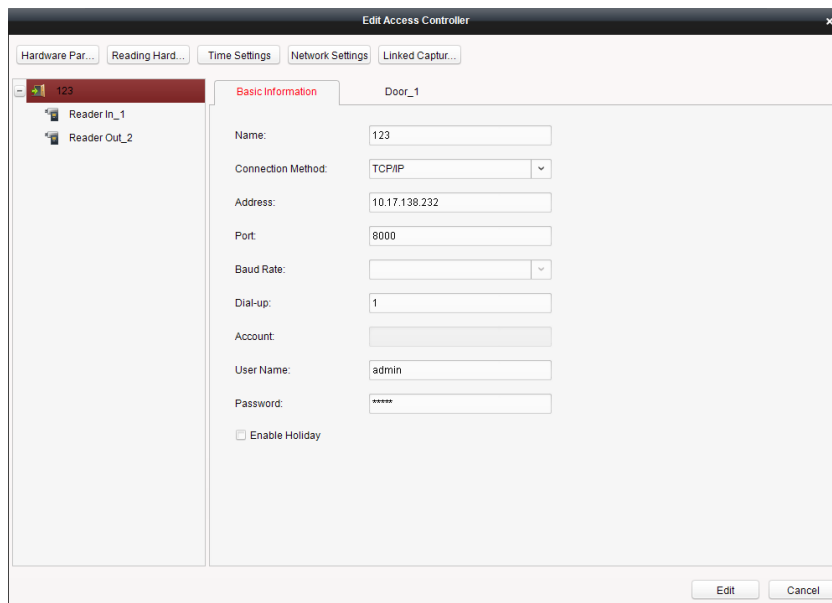 Edit Access Controller ×
Hardware Par... Reading Hard... Time Settings Network Settings Linked Captur...
123
Reader In_1
Reader Out_2
Basic Information Door_1
Name: 123
Connection Method: TCP/IP
Address: 10.17.138.232
Port: 8000
Baud Rate:
Dial-up: 1
Account:
User Name: admin
Password: *****
Enable Holiday
Edit Cancel